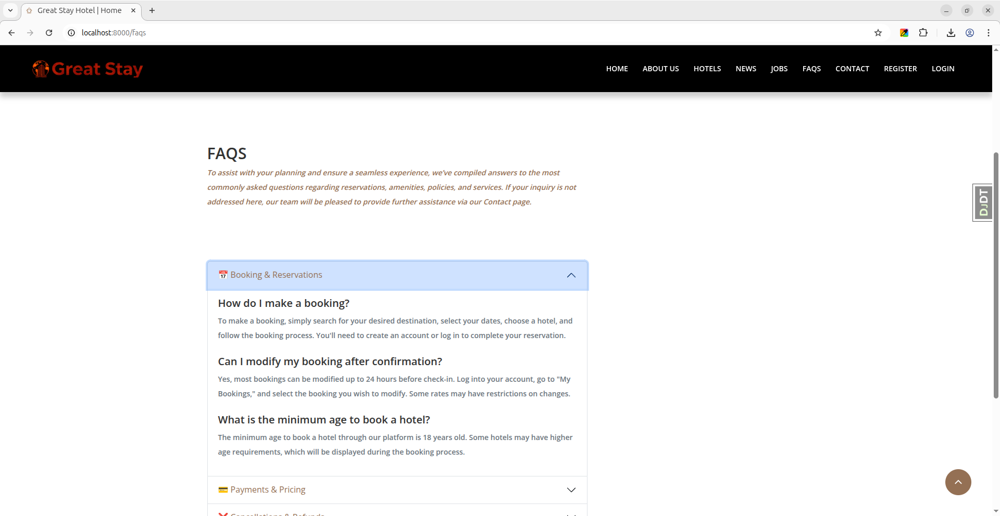 Great Stay Hotel | Home
localhost:8000/faqs
Great Stay
HOME ABOUT US HOTELS NEWS JOBS FAQS CONTACT REGISTER LOGIN
FAQS
To assist with your planning and ensure a seamless experience, we’ve compiled answers to the most
commonly asked questions regarding reservations, amenities, policies, and services. If your inquiry is not
addressed here, our team will be pleased to provide further assistance via our Contact page.
DJDT
Booking & Reservations
How do I make a booking?
To make a booking, simply search for your desired destination, select your dates, choose a hotel, and
follow the booking process. You'll need to create an account or log in to complete your reservation.
Can I modify my booking after confirmation?
Yes, most bookings can be modified up to 24 hours before check-in. Log into your account, go to "My
Bookings," and select the booking you wish to modify. Some rates may have restrictions on changes.
What is the minimum age to book a hotel?
The minimum age to book a hotel through our platform is 18 years old. Some hotels may have higher
age requirements, which will be displayed during the booking process.
Payments & Pricing
Cancellations & Refunds